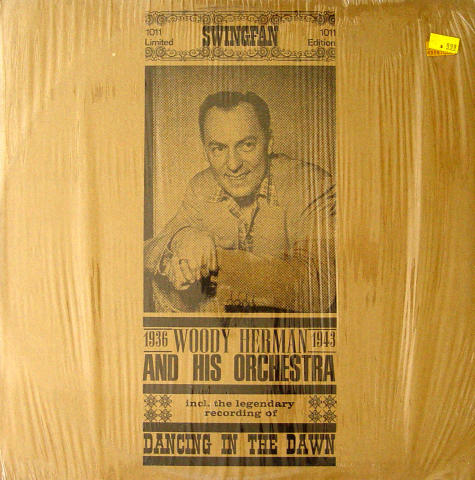 1011 SWINGFAN 1011
Limited Edition
1936 WOODY HERMAN 1943
AND HIS ORCHESTRA
incl. the legendary
recording of
DANCING IN THE DAWN